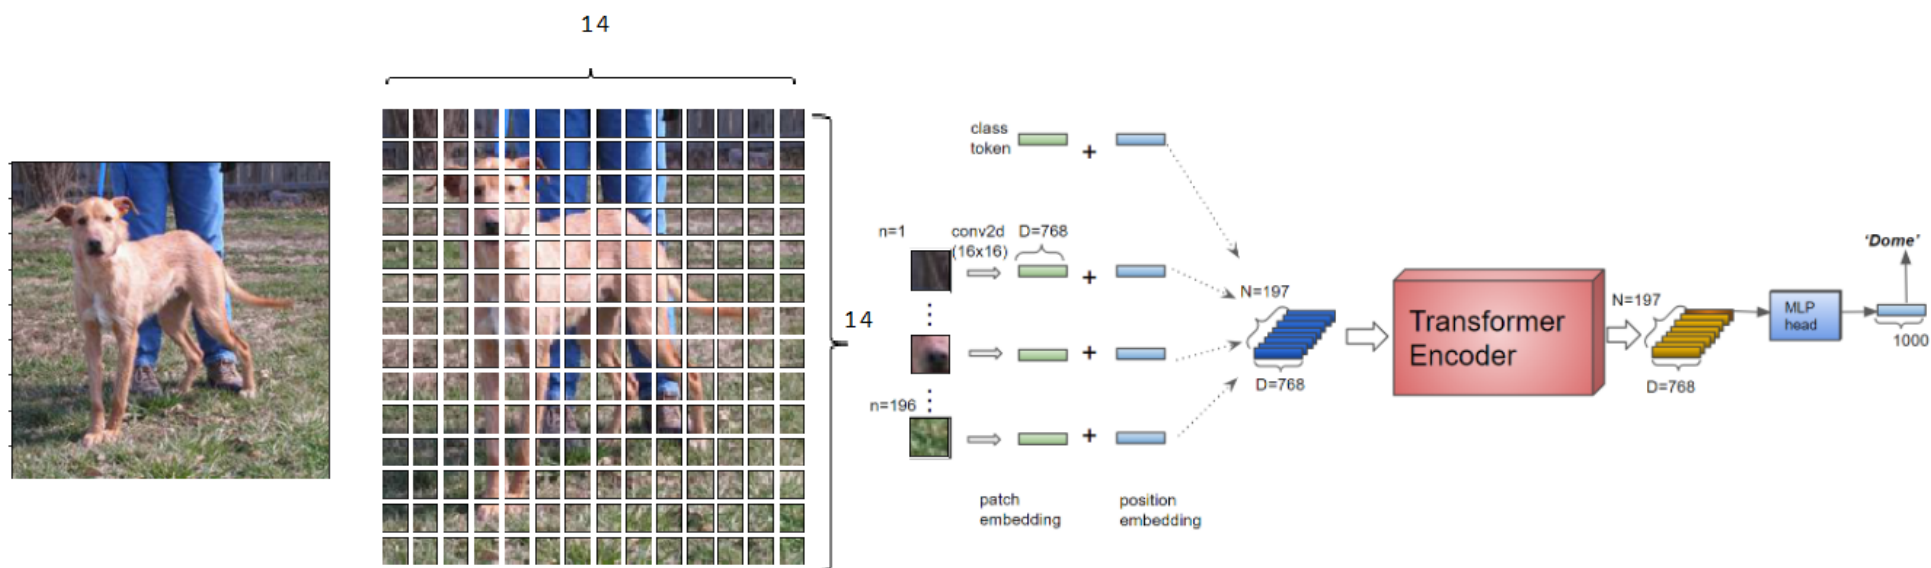 14
14
class
token
+
n=1
conv2d
(16x16)
D=768
+
+
n=196
+
patch
embedding
position
embedding
N=197
D=768
Transformer
Encoder
N=197
D=768
MLP
head
'Dome'
1000